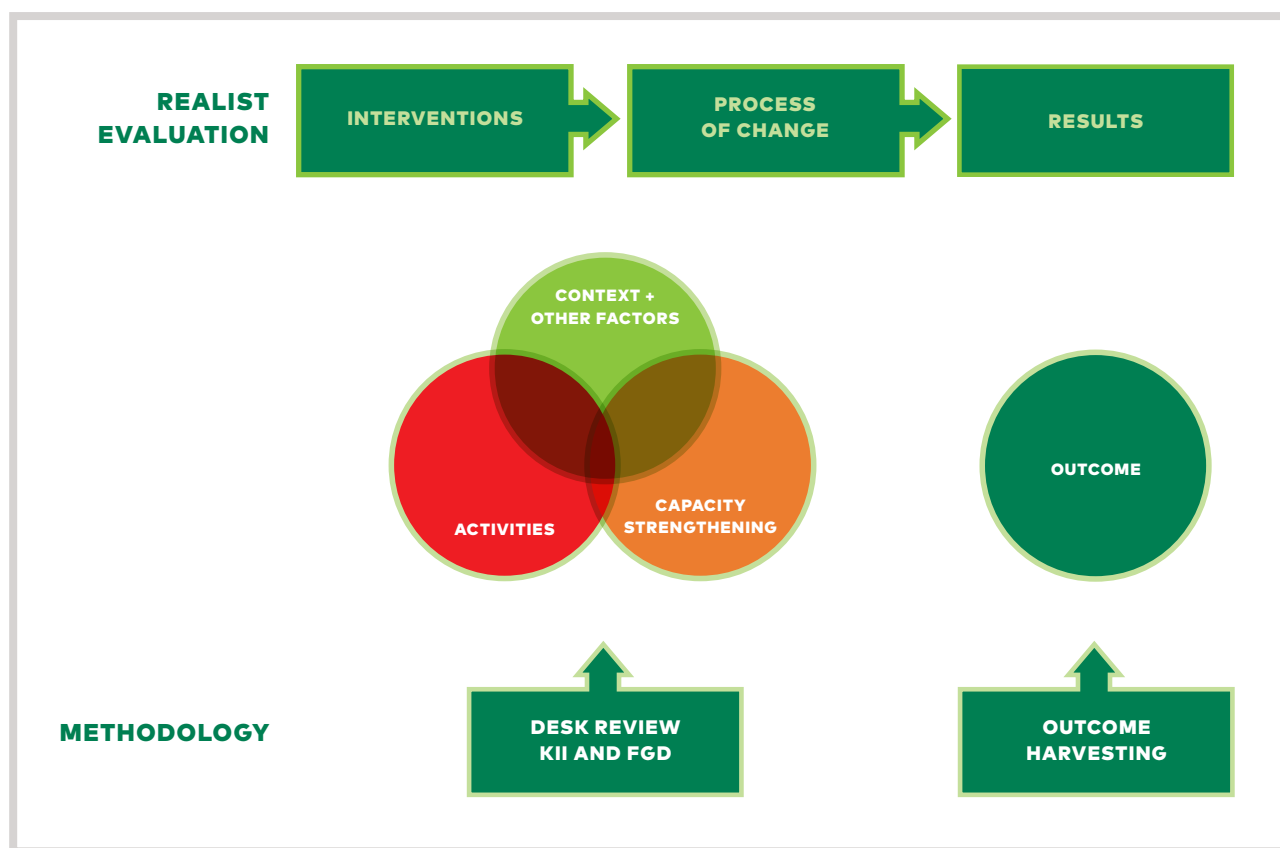 REALIST
EVALUATION
INTERVENTIONS
PROCESS
OF CHANGE
RESULTS
CONTEXT +
OTHER FACTORS
ACTIVITIES
CAPACITY
STRENGTHENING
OUTCOME
METHODOLOGY
DESK REVIEW
KII AND FGD
OUTCOME
HARVESTING